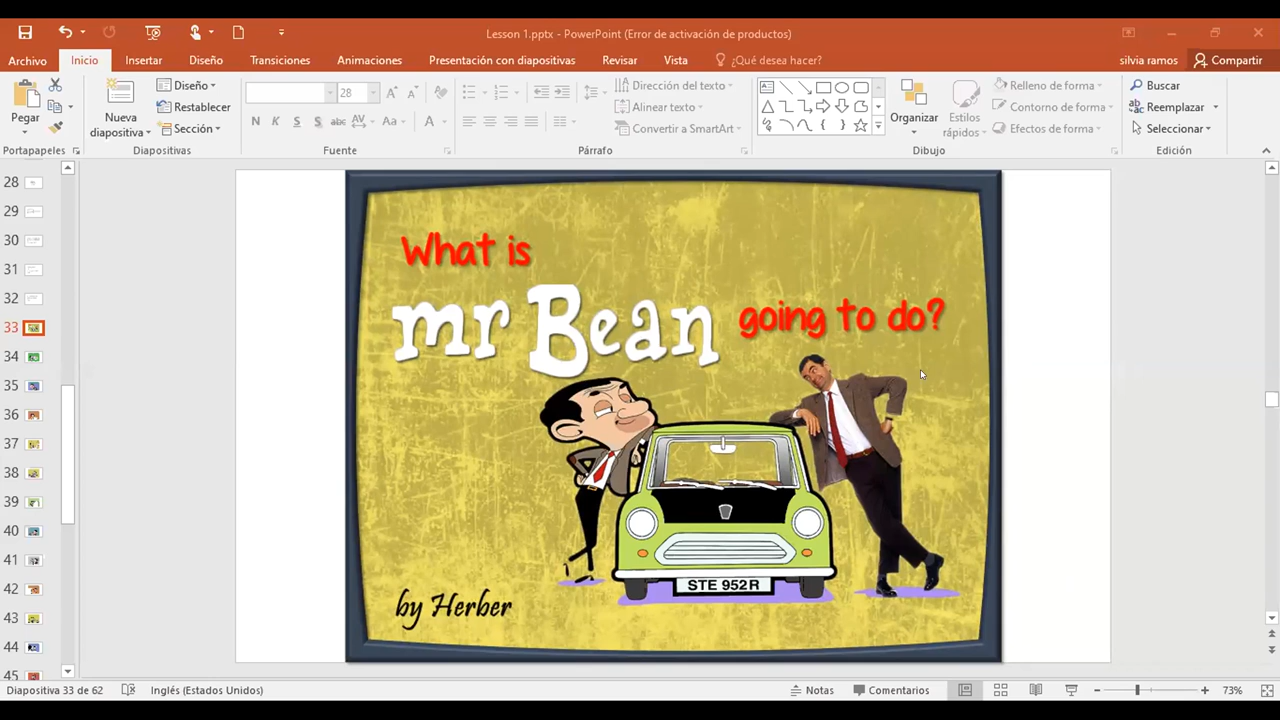 Lesson 1.pptx - PowerPoint (Error de activación de productos)
Archivo Inicio Insertar Diseño Transiciones Animaciones Presentación con diapositivas Revisar Vista ¿Qué desea hacer? silvia ramos Compartir
Pegar
Nueva diapositiva
Diseño
Restablecer
Sección
28
N K S S abc AV Aa A
Dirección del texto
Alinear texto
Convertir a SmartArt
Organizar
Estilos rápidos
Relleno de forma
Contorno de forma
Efectos de forma
Buscar
Reemplazar
Seleccionar
Portapapeles Diapositivas Fuente Párrafo Dibujo Edición
28
29
30
31
32
33
34
35
36
37
38
39
40
41
42
43
44
45
What is
mr Bean going to do?
STE 952R
by Herber
Diapositiva 33 de 62 Inglés (Estados Unidos) Notas Comentarios 73%